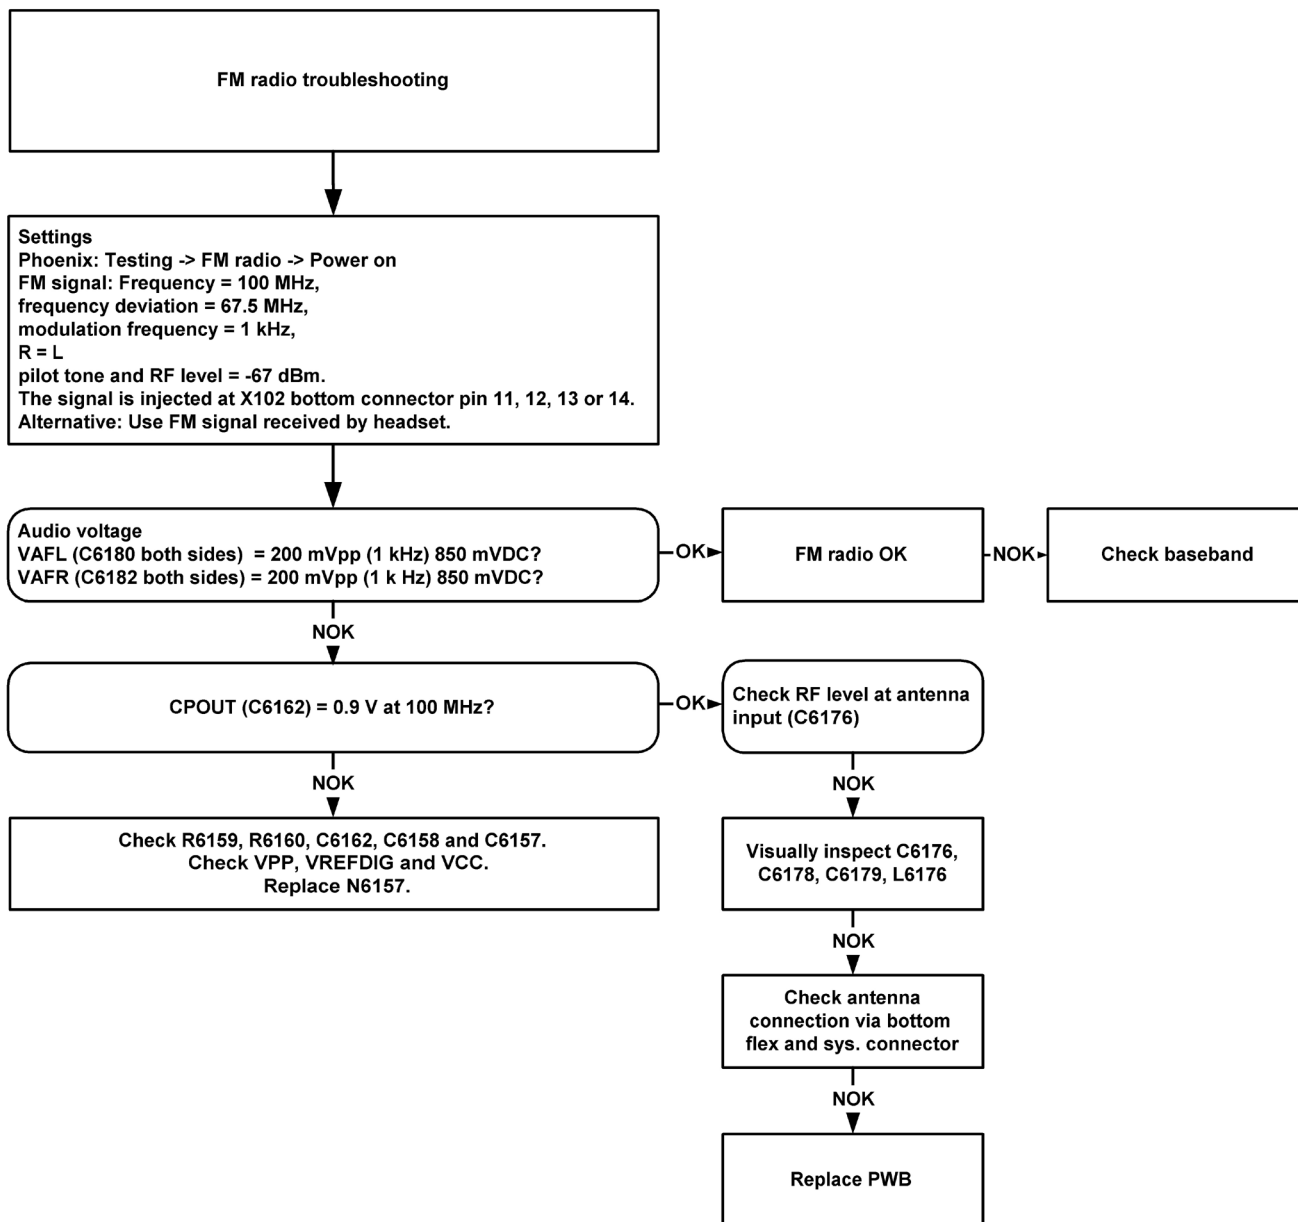 FM radio troubleshooting
Settings
Phoenix: Testing -> FM radio -> Power on
FM signal: Frequency = 100 MHz,
frequency deviation = 67.5 MHz,
modulation frequency = 1 kHz,
R = L
pilot tone and RF level = -67 dBm.
The signal is injected at X102 bottom connector pin 11, 12, 13 or 14.
Alternative: Use FM signal received by headset.
Audio voltage
VAFL (C6180 both sides)  = 200 mVpp (1 kHz) 850 mVDC?
VAFR (C6182 both sides) = 200 mVpp (1 k Hz) 850 mVDC?
OK
FM radio OK
NOK
Check baseband
NOK
CPOUT (C6162) = 0.9 V at 100 MHz?
OK
Check RF level at antenna
input (C6176)
NOK
NOK
Check R6159, R6160, C6162, C6158 and C6157.
Check VPP, VREFDIG and VCC.
Replace N6157.
Visually inspect C6176,
C6178, C6179, L6176
NOK
Check antenna
connection via bottom
flex and sys. connector
NOK
Replace PWB